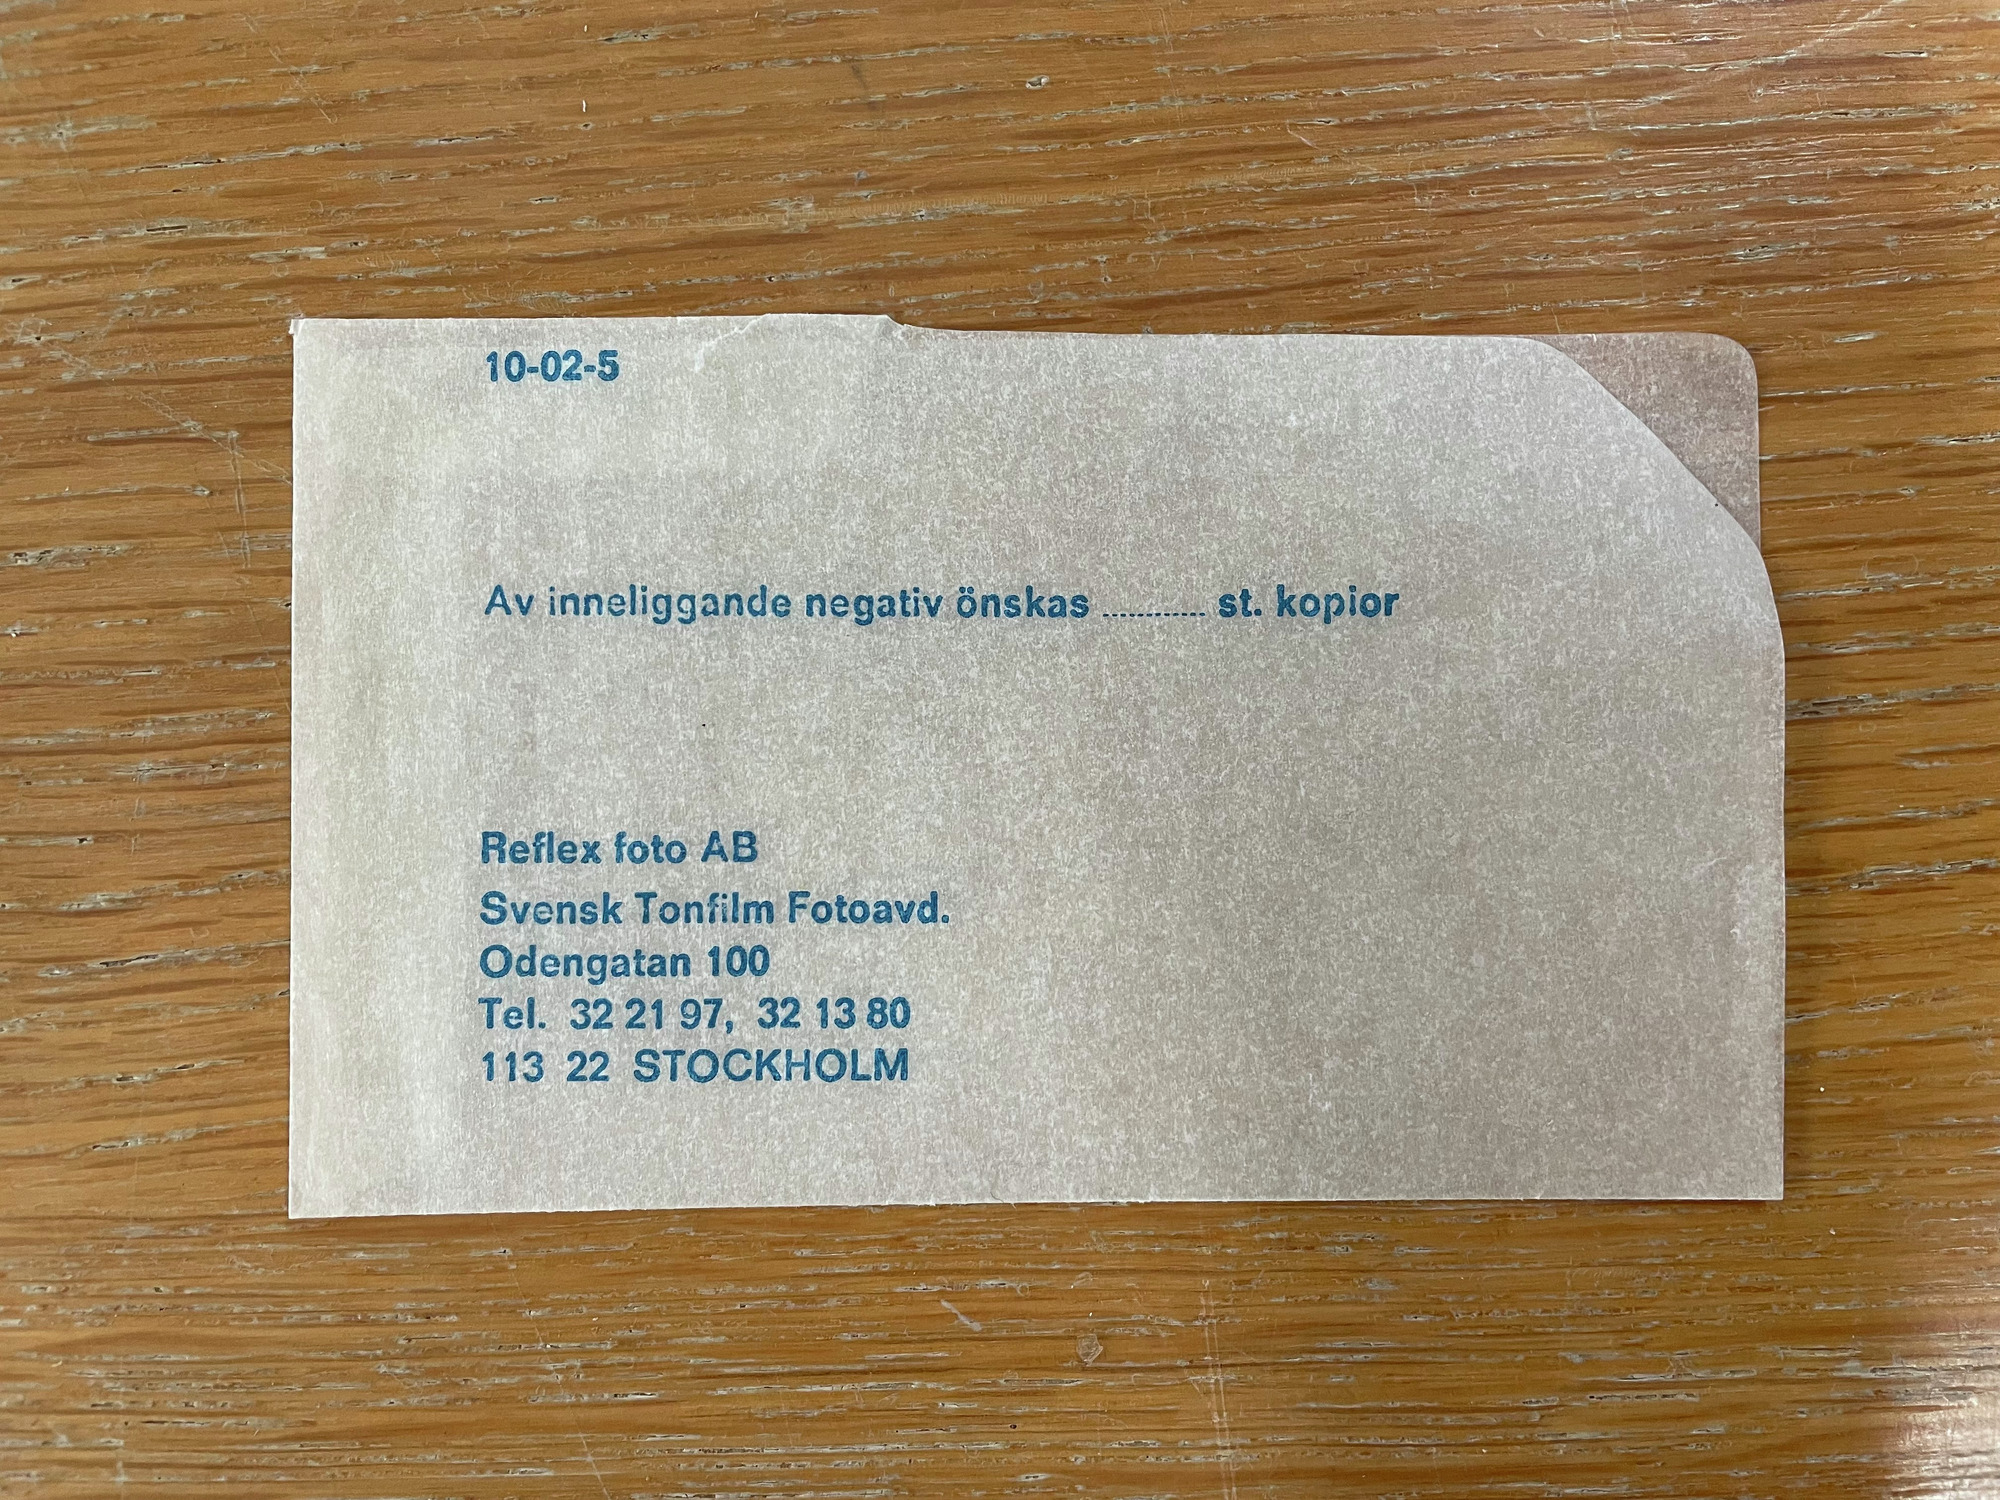 10-02-5
Av inneliggande negativ önskas ............ st. kopior
Reflex foto AB
Svensk Tonfilm Fotoavd.
Odengatan 100
Tel. 32 21 97, 32 13 80
113 22 STOCKHOLM